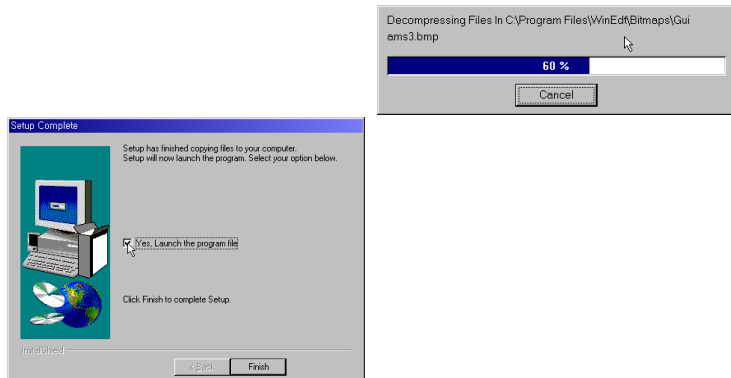 Decompressing Files In C:\Program Files\WinEdt\Bitmaps\Gui
ams3.bmp
60 %
Cancel
Setup Complete
Setup has finished copying files to your computer.
Setup will now launch the program. Select your option below.
Yes, Launch the program file
Click Finish to complete Setup.
InstallShield
< Back
Finish